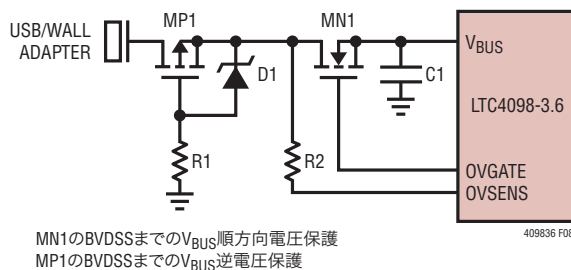 USB/WALL
ADAPTER
MP1
MN1
D1
C1
R1
R2
VBUS
LTC4098-3.6
OVGATE
OVSENS
409836 F08
MN1のBVDSSまでのVBUS順方向電圧保護
MP1のBVDSSまでのVBUS逆電圧保護